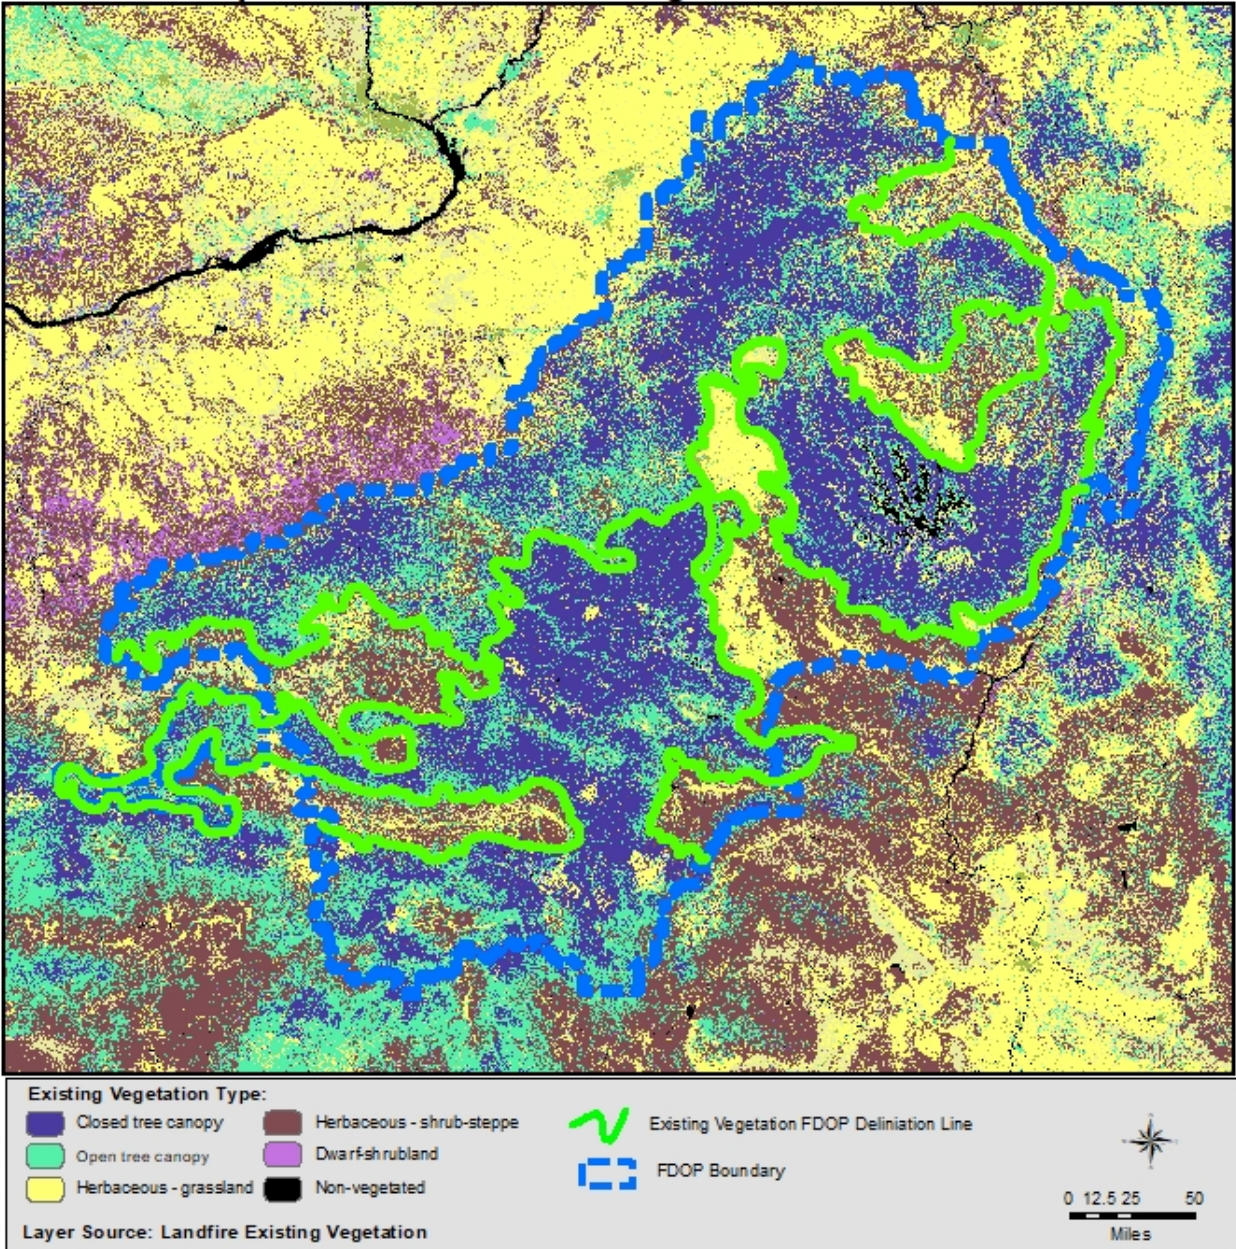 Existing Vegetation Type:
Closed tree canopy
Open tree canopy
Herbaceous - grassland
Herbaceous - shrub-steppe
Dwarf-shrubland
Non-vegetated
Existing Vegetation FDOP Deliniation Line
FDOP Boundary
0 12.5 25 50
Miles
Layer Source: Landfire Existing Vegetation